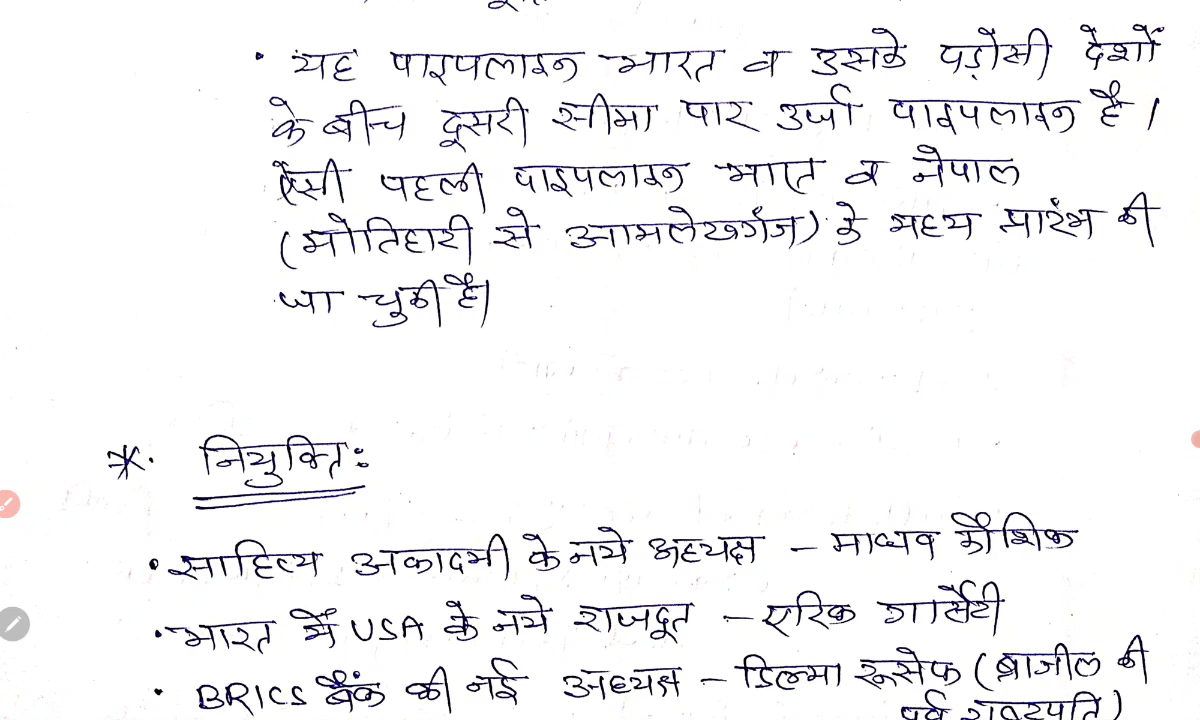 • यह पाइपलाइन भारत व उसके पड़ोसी देशों
के बीच दूसरी सीमा पार उर्जा पाइपलाइन है।
ऐसी पहली पाइपलाइन भारत व नेपाल
(मोतिहारी से आमलेखगंज) के मध्य प्रारंभ की
जा चुकी है।
*. नियुक्ति:
• साहित्य अकादमी के नये अध्यक्ष – माधव कौशिक
• भारत में USA के नये राजदूत – एरिक गार्सेटी
• BRICS बैंक की नई अध्यक्ष – डिल्मा रूसेफ (ब्राजील की
पूर्व राष्ट्रपति)